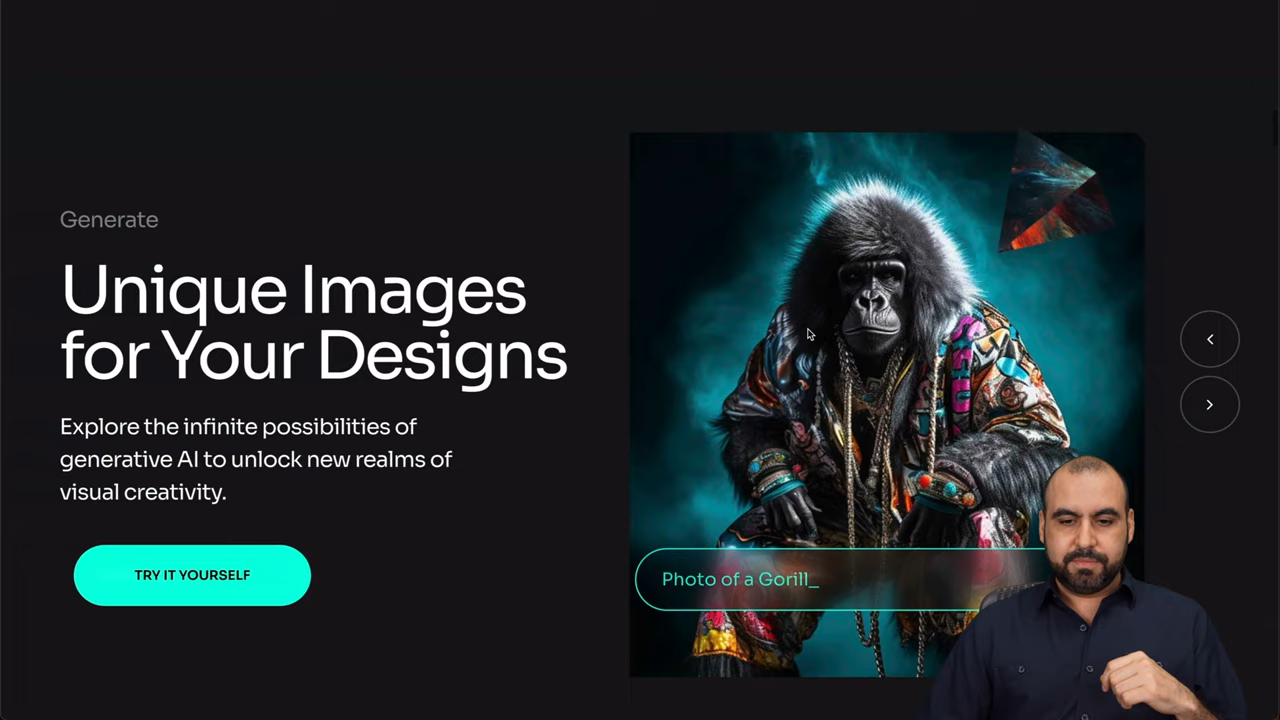 Generate
Unique Images
for Your Designs
Explore the infinite possibilities of
generative AI to unlock new realms of
visual creativity.
TRY IT YOURSELF
Photo of a Gorill_